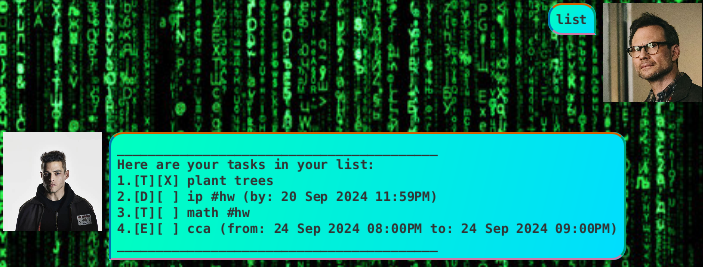 list
____________________________________________
Here are your tasks in your list:
1.[T][X] plant trees
2.[D][ ] ip #hw (by: 20 Sep 2024 11:59PM)
3.[T][ ] math #hw
4.[E][ ] cca (from: 24 Sep 2024 08:00PM to: 24 Sep 2024 09:00PM)
____________________________________________